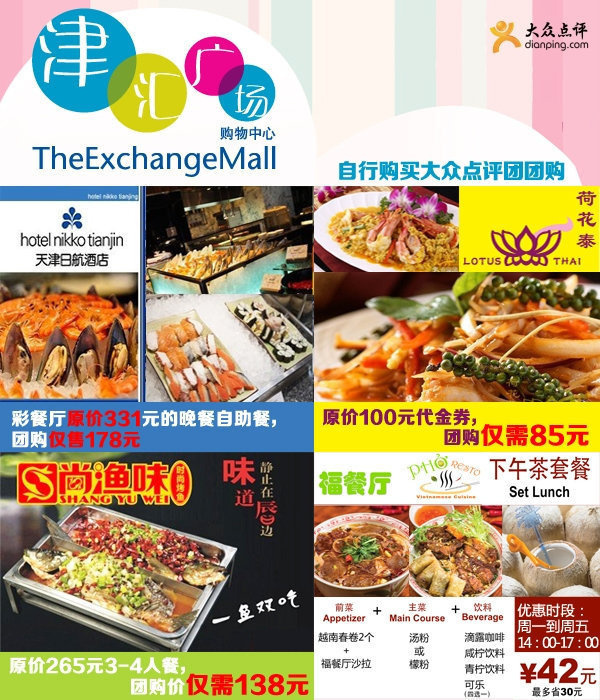 津汇广场
购物中心
TheExchangeMall
大众点评
dianping.com
自行购买大众点评团团购
hotel nikko tianjing
hotel nikko tianjin
天津日航酒店
彩餐厅原价331元的晚餐自助餐，
团购仅售178元
荷花泰
LOTUS THAI
原价100元代金券，
团购仅需85元
尚渔味
时尚烤鱼
SHANG YU WEI
味道
静止在唇边
一鱼双吃
原价265元3-4人餐，
团购价仅需138元
福餐厅
PHO RESTO
Vietnamese Cuisine
下午茶套餐
Set Lunch
前菜 + 主菜 + 饮料
Appetizer Main Course Beverage
越南春卷2个
+
福餐厅沙拉
汤粉
或
檬粉
滴露咖啡
咸柠饮料
青柠饮料
可乐
(四选一)
优惠时段：
周一到周五
14：00-17：00
¥42元
最多省30元